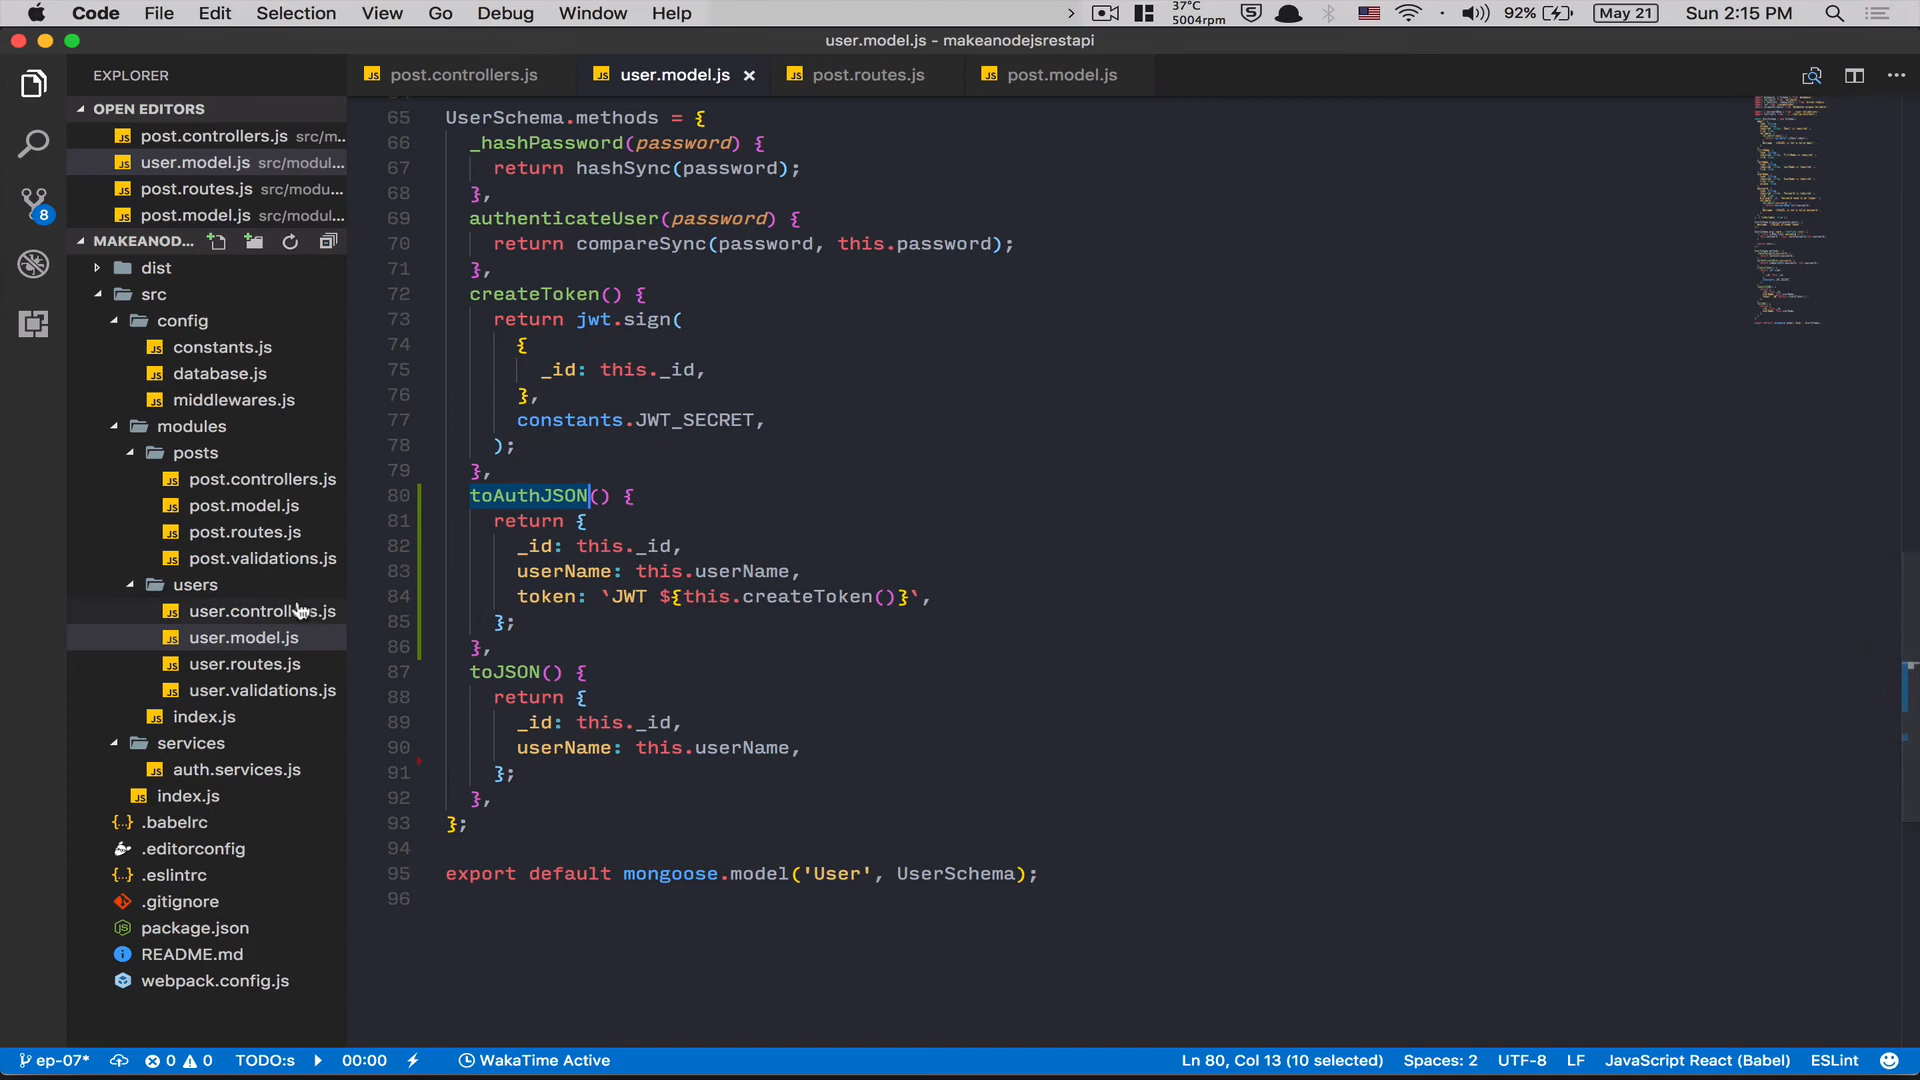 Code File Edit Selection View Go Debug Window Help 37°C 5004rpm 92% May 21 Sun 2:15 PM
user.model.js - makeanodejsrestapi
EXPLORER
post.controllers.js user.model.js post.routes.js post.model.js
OPEN EDITORS
post.controllers.js src/m...
user.model.js src/modul...
post.routes.js src/modu...
post.model.js src/modul...
MAKEANOD...
dist
src
config
constants.js
database.js
middlewares.js
modules
posts
post.controllers.js
post.model.js
post.routes.js
post.validations.js
users
user.controllers.js
user.model.js
user.routes.js
user.validations.js
index.js
services
auth.services.js
index.js
.babelrc
.editorconfig
.eslintrc
.gitignore
package.json
README.md
webpack.config.js
65 UserSchema.methods = {
66 _hashPassword(password) {
67 return hashSync(password);
68 },
69 authenticateUser(password) {
70 return compareSync(password, this.password);
71 },
72 createToken() {
73 return jwt.sign(
74 {
75 _id: this._id,
76 },
77 constants.JWT_SECRET,
78 );
79 },
80 toAuthJSON() {
81 return {
82 _id: this._id,
83 userName: this.userName,
84 token: `JWT ${this.createToken()}`,
85 };
86 },
87 toJSON() {
88 return {
89 _id: this._id,
90 userName: this.userName,
91 };
92 },
93 };
94
95 export default mongoose.model('User', UserSchema);
96
8
ep-07* 0 0 TODO:s 00:00 WakaTime Active Ln 80, Col 13 (10 selected) Spaces: 2 UTF-8 LF JavaScript React (Babel) ESLint